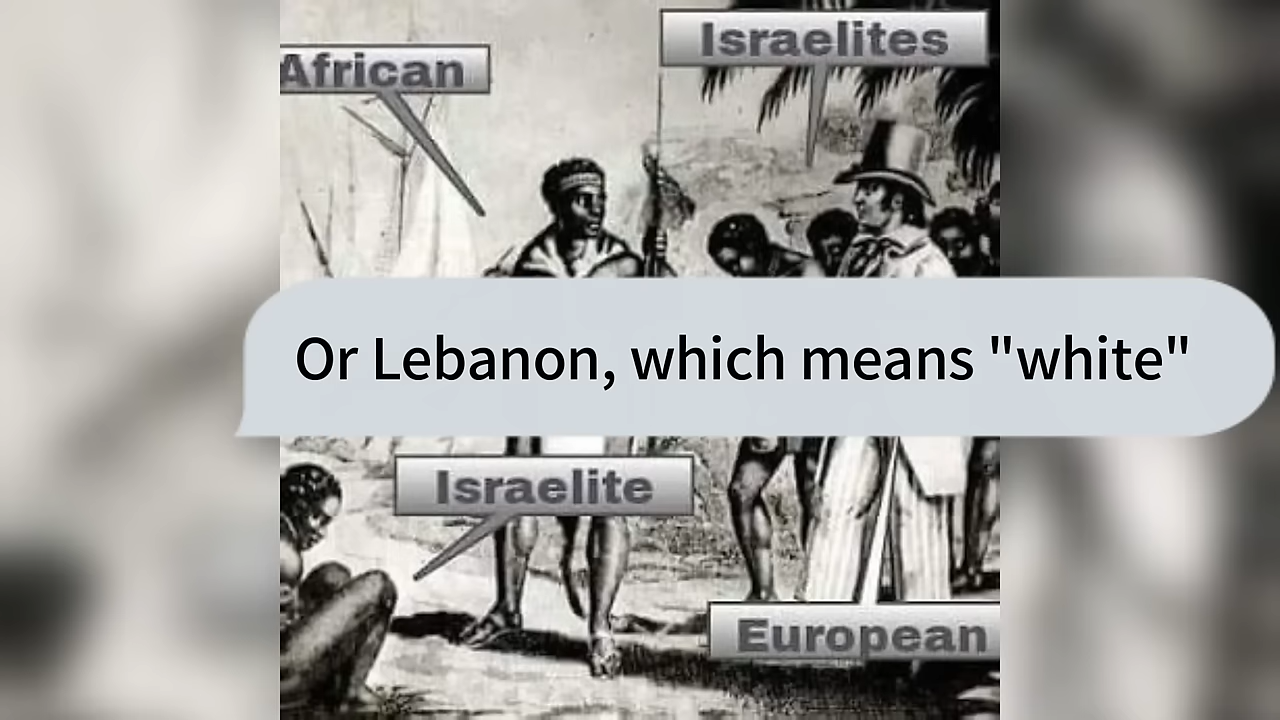 Israelites
African
Or Lebanon, which means "white"
Israelite
European